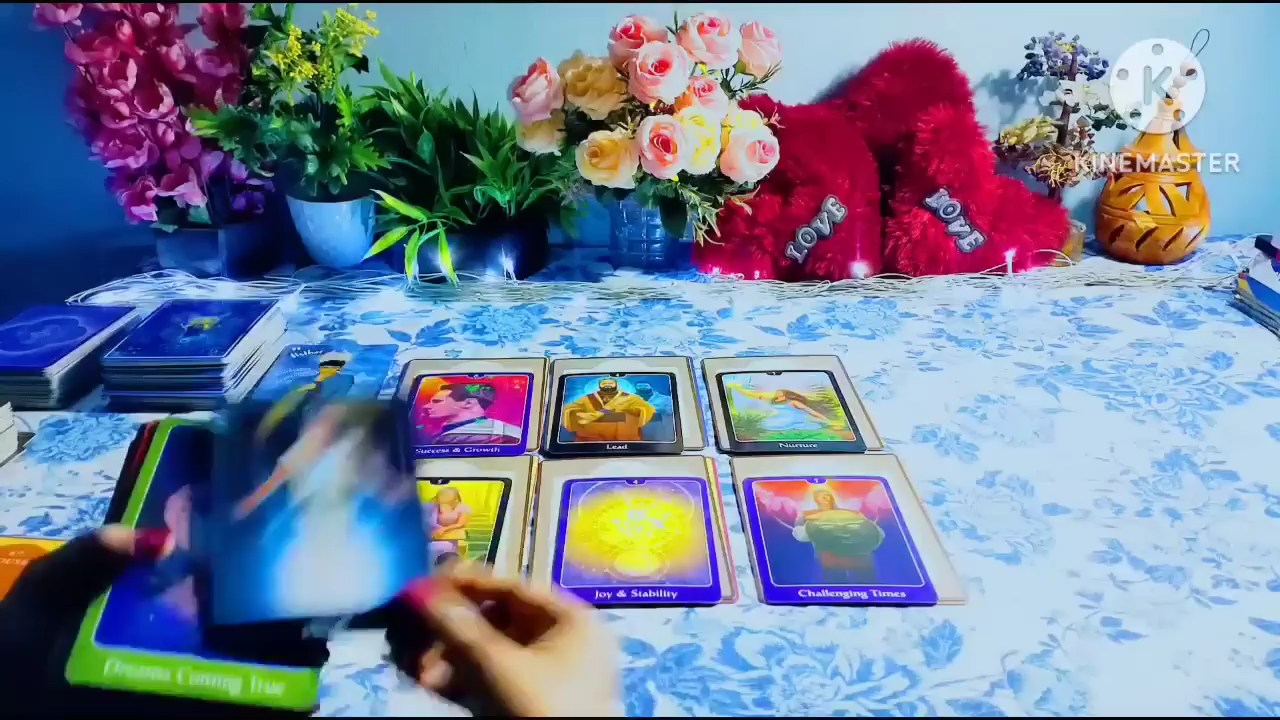 K
KINEMASTER
LOVE
LOVE
Success & Growth
Lead
Nurture
Joy & Stability
Challenging Times
Dreams Coming True